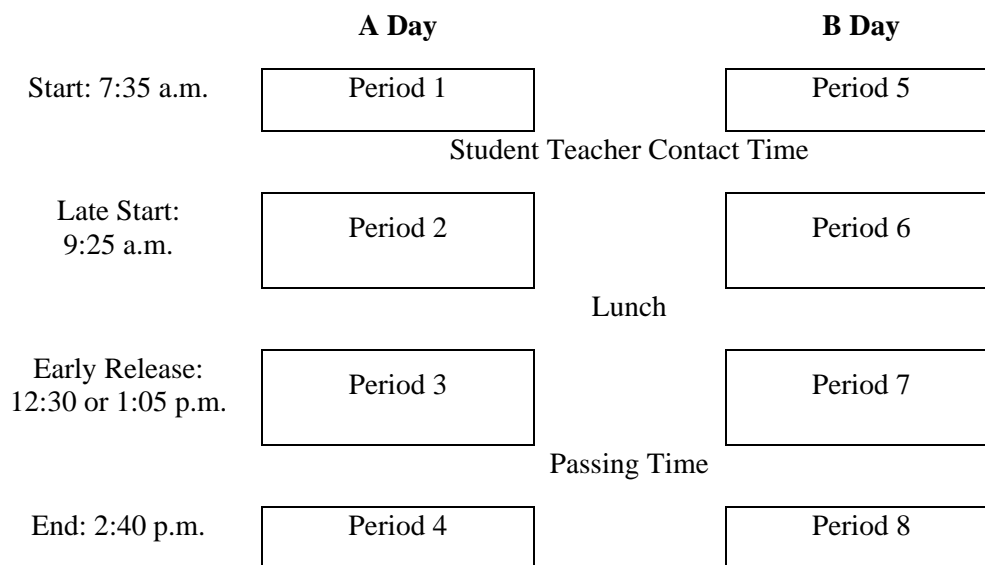 A Day B Day
Start: 7:35 a.m. Period 1 Period 5
Student Teacher Contact Time
Late Start:
9:25 a.m. Period 2 Period 6
Lunch
Early Release:
12:30 or 1:05 p.m. Period 3 Period 7
Passing Time
End: 2:40 p.m. Period 4 Period 8